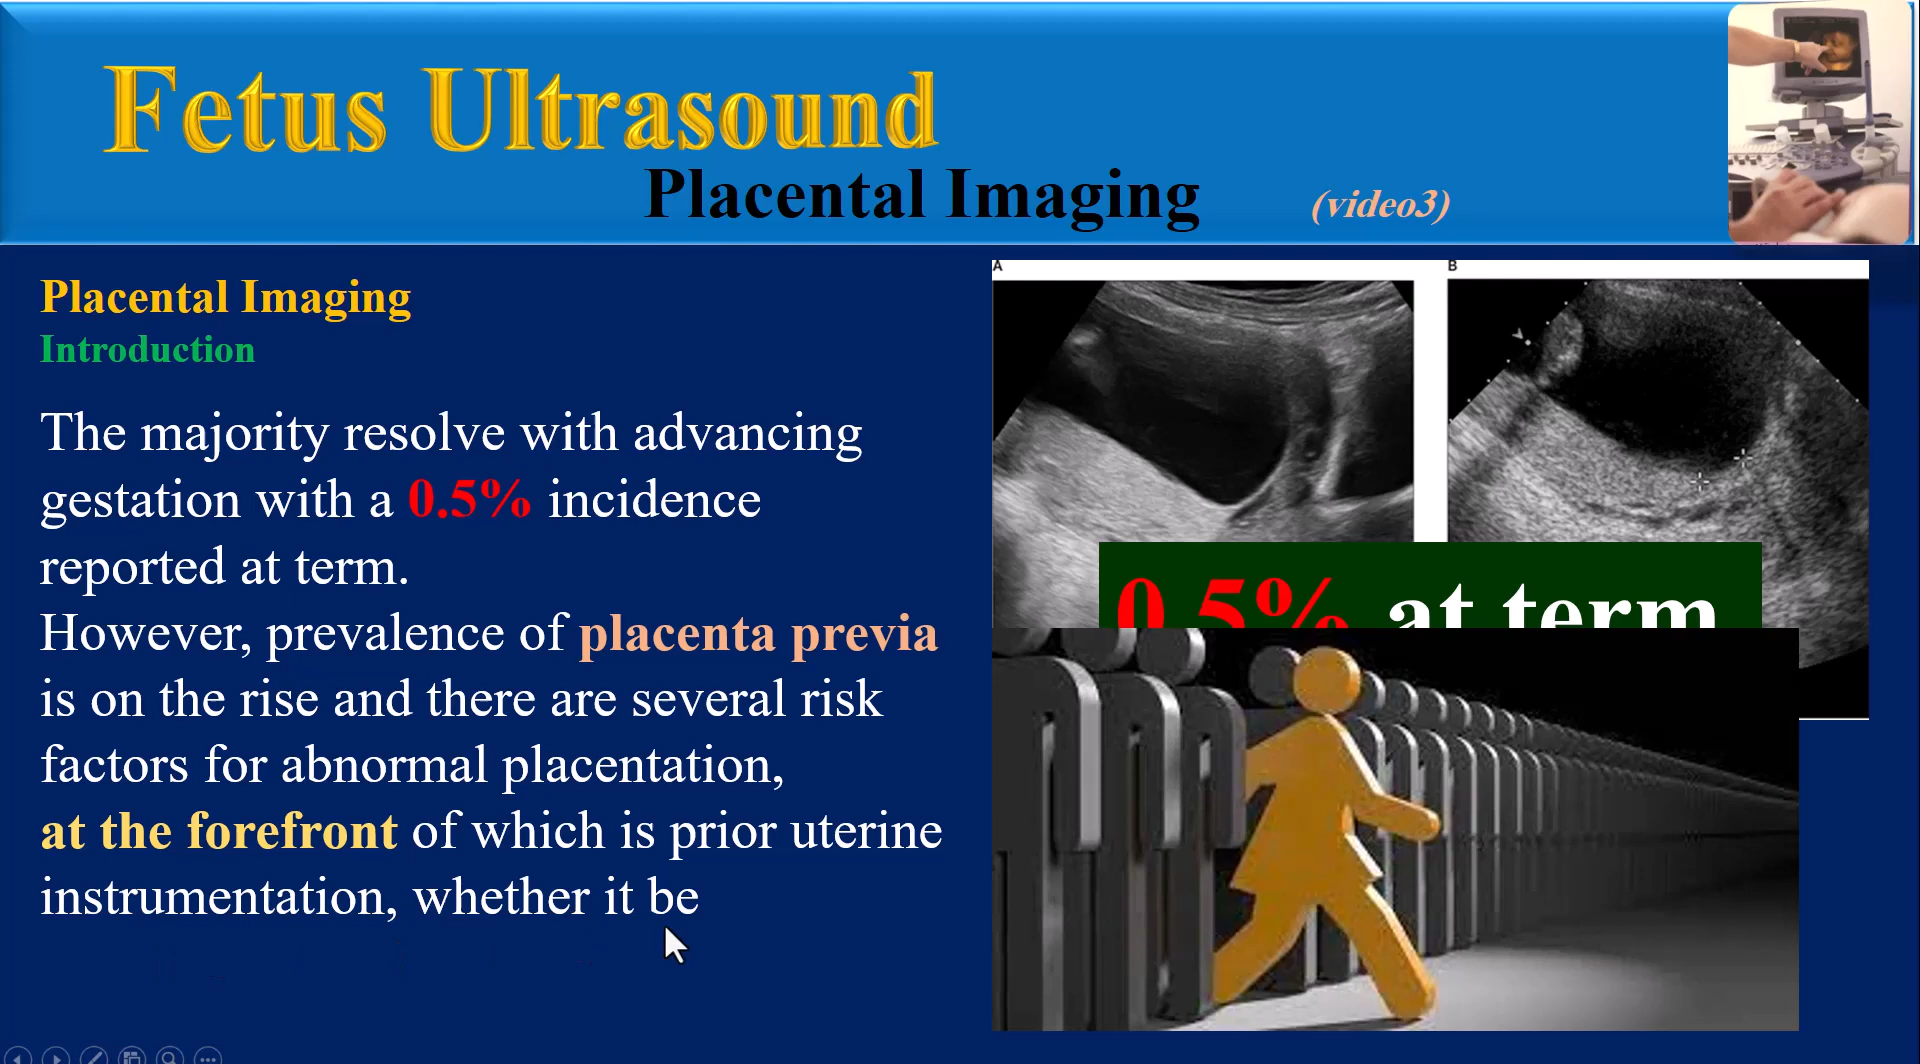 Fetus Ultrasound
Placental Imaging (video3)
Placental Imaging
Introduction
The majority resolve with advancing
gestation with a 0.5% incidence
reported at term.
However, prevalence of placenta previa
is on the rise and there are several risk
factors for abnormal placentation,
at the forefront of which is prior uterine
instrumentation, whether it be
A B
0.5% at term